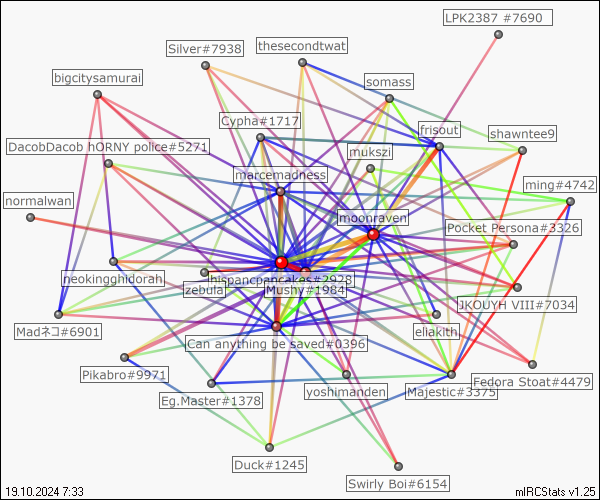 LPK2387 #7690
Silver#7938
thesecondtwat
bigcitysamurai
somass
Cypha#1717
frisout
shawntee9
DacobDacob hORNY police#5271
mukszi
marcemadness
ming#4742
normalwan
moonraven
Pocket Persona#3326
neokingghidorah
hispancpancakes#2928
zebdfa
Mushy#1984
JKOUYH VIII#7034
Madネコ#6901
eliakith
Can anything be saved#0396
Pikabro#9971
Fedora Stoat#4479
Eg.Master#1378
yoshimanden
Majestic#3375
Duck#1245
Swirly Boi#6154
19.10.2024 7:33
mIRCStats v1.25